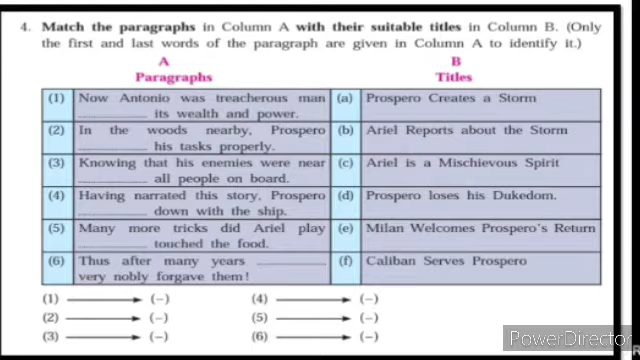 4. Match the paragraphs in Column A with their suitable titles in Column B. (Only
the first and last words of the paragraph are given in Column A to identify it.)
A B
Paragraphs Titles
(1) Now Antonio was treacherous man (a) Prospero Creates a Storm
............... its wealth and power.
(2) In the woods nearby, Prospero (b) Ariel Reports about the Storm
............... his tasks properly.
(3) Knowing that his enemies were near (c) Ariel is a Mischievous Spirit
............... all people on board.
(4) Having narrated this story, Prospero (d) Prospero loses his Dukedom.
............... down with the ship.
(5) Many more tricks did Ariel play (e) Milan Welcomes Prospero's Return
............... touched the food.
(6) Thus after many years ............... (f) Caliban Serves Prospero
very nobly forgave them!
(1) ⟶ (–) (4) ⟶ (–)
(2) ⟶ (–) (5) ⟶ (–)
(3) ⟶ (–) (6) ⟶ (–)
PowerDirector